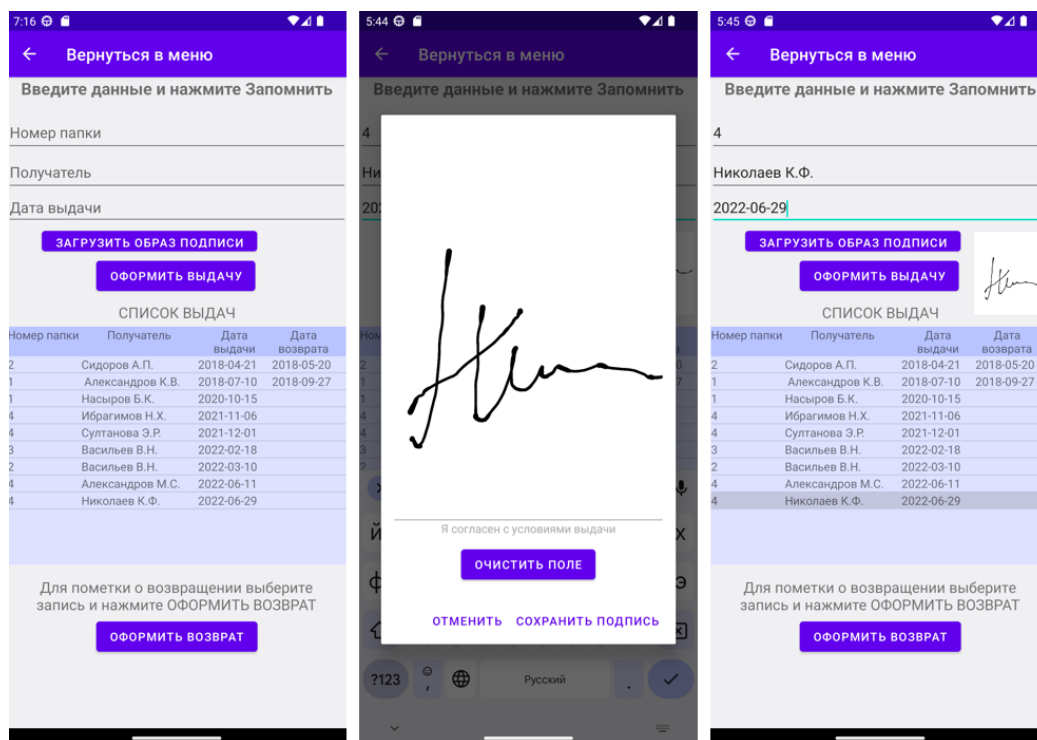 7:16
Вернуться в меню
Введите данные и нажмите Запомнить
Номер папки
Получатель
Дата выдачи
ЗАГРУЗИТЬ ОБРАЗ ПОДПИСИ
ОФОРМИТЬ ВЫДАЧУ
СПИСОК ВЫДАЧ
Номер папки Получатель Дата выдачи Дата возврата
2 Сидоров А.П. 2018-04-21 2018-05-20
1 Александров К.В. 2018-07-10 2018-09-27
1 Насыров Б.К. 2020-10-15
4 Ибрагимов Н.Х. 2021-11-06
4 Султанова Э.Р. 2021-12-01
3 Васильев В.Н. 2022-02-18
2 Васильев В.Н. 2022-03-10
4 Александров М.С. 2022-06-11
4 Николаев К.Ф. 2022-06-29
Для пометки о возвращении выберите
запись и нажмите ОФОРМИТЬ ВОЗВРАТ
ОФОРМИТЬ ВОЗВРАТ
5:44
Вернуться в меню
Введите данные и нажмите Запомнить
4
Я согласен с условиями выдачи
ОЧИСТИТЬ ПОЛЕ
ОТМЕНИТЬ СОХРАНИТЬ ПОДПИСЬ
?123 , Русский .
5:45
Вернуться в меню
Введите данные и нажмите Запомнить
4
Николаев К.Ф.
2022-06-29
ЗАГРУЗИТЬ ОБРАЗ ПОДПИСИ
ОФОРМИТЬ ВЫДАЧУ
СПИСОК ВЫДАЧ
Номер папки Получатель Дата выдачи Дата возврата
2 Сидоров А.П. 2018-04-21 2018-05-20
1 Александров К.В. 2018-07-10 2018-09-27
1 Насыров Б.К. 2020-10-15
4 Ибрагимов Н.Х. 2021-11-06
4 Султанова Э.Р. 2021-12-01
3 Васильев В.Н. 2022-02-18
2 Васильев В.Н. 2022-03-10
4 Александров М.С. 2022-06-11
4 Николаев К.Ф. 2022-06-29
Для пометки о возвращении выберите
запись и нажмите ОФОРМИТЬ ВОЗВРАТ
ОФОРМИТЬ ВОЗВРАТ